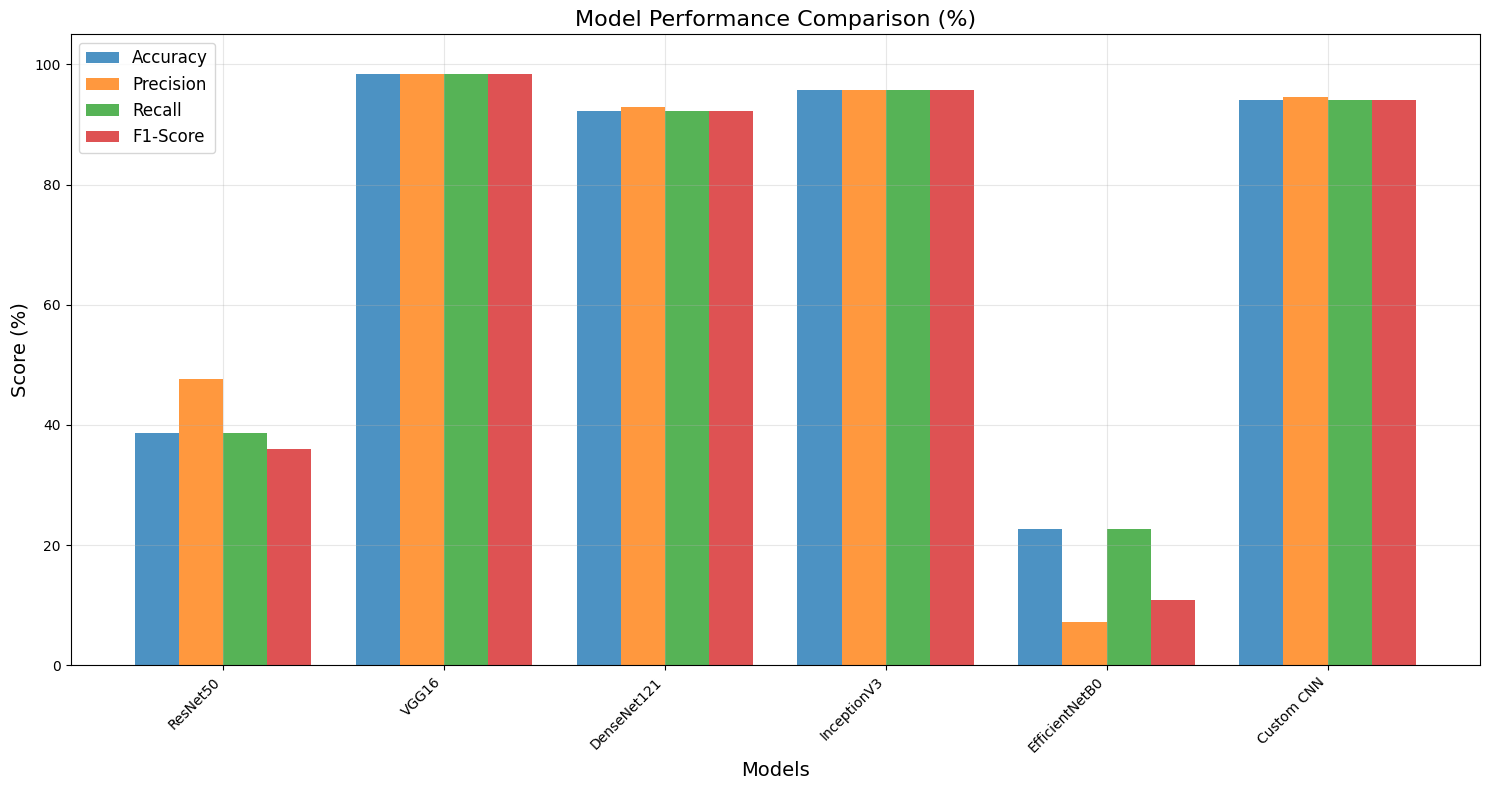 Model Performance Comparison (%)
Accuracy
Precision
Recall
F1-Score
100
80
60
40
20
0
Score (%)
ResNet50
VGG16
DenseNet121
InceptionV3
EfficientNetB0
Custom CNN
Models